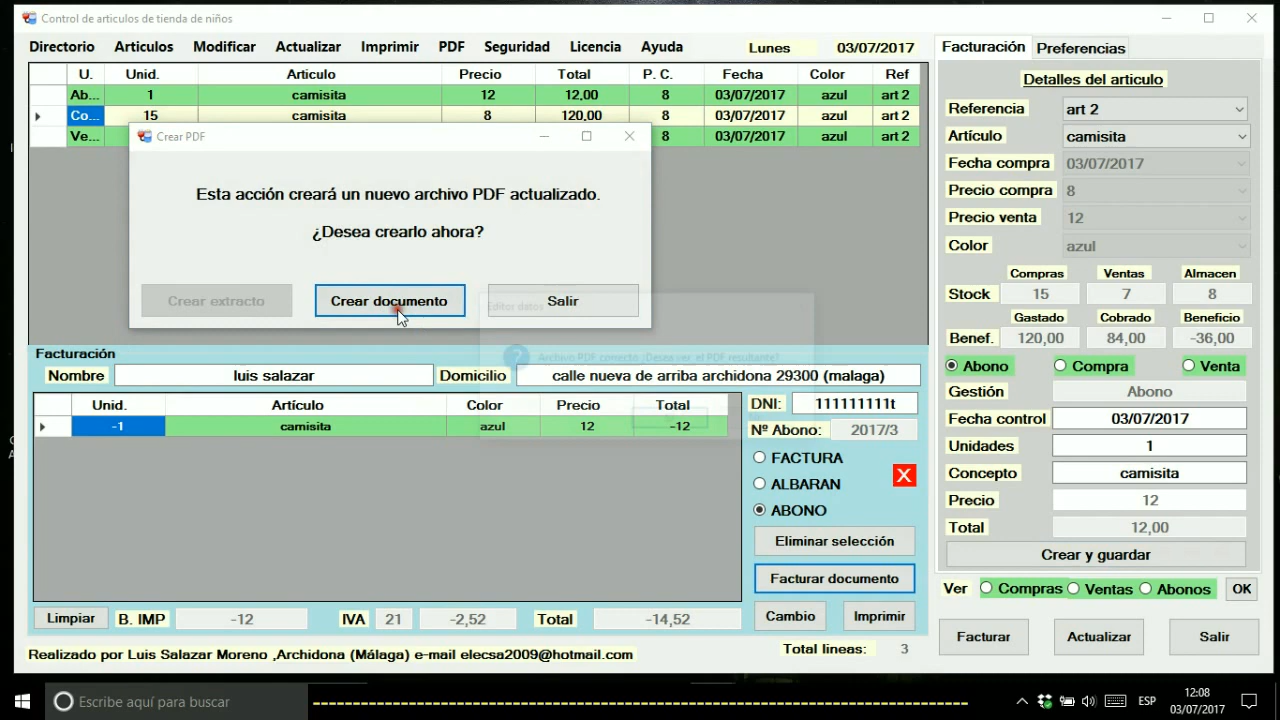 Control de articulos de tienda de niños
Directorio Articulos Modificar Actualizar Imprimir PDF Seguridad Licencia Ayuda Lunes 03/07/2017
U. Unid. Artículo Precio Total P. C. Fecha Color Ref
Ab... 1 camisita 12 12,00 8 03/07/2017 azul art 2
Co... 15 camisita 8 120,00 8 03/07/2017 azul art 2
Ve... 8 03/07/2017 azul art 2
Crear PDF
Esta acción creará un nuevo archivo PDF actualizado.
¿Desea crearlo ahora?
Crear extracto Crear documento Salir
Editor datos
Archivo PDF correcto ¿Desea ver, el PDF resultante?
Facturación
Nombre luis salazar Domicilio calle nueva de arriba archidona 29300 (malaga)
Unid. Artículo Color Precio Total
-1 camisita azul 12 -12
DNI: 111111111t
Nº Abono: 2017/3
FACTURA
ALBARAN
X
ABONO
Eliminar selección
Facturar documento
Cambio Imprimir
Limpiar B. IMP -12 IVA 21 -2,52 Total -14,52
Realizado por Luis Salazar Moreno ,Archidona (Málaga) e-mail elecsa2009@hotmail.com
Total lineas: 3
Facturación Preferencias
Detalles del articulo
Referencia art 2
Artículo camisita
Fecha compra 03/07/2017
Precio compra 8
Precio venta 12
Color azul
Compras Ventas Almacen
Stock 15 7 8
Gastado Cobrado Beneficio
Benef. 120,00 84,00 -36,00
Abono Compra Venta
Gestión Abono
Fecha control 03/07/2017
Unidades 1
Concepto camisita
Precio 12
Total 12,00
Crear y guardar
Ver Compras Ventas Abonos OK
Facturar Actualizar Salir
Escribe aquí para buscar
ESP
12:08
03/07/2017